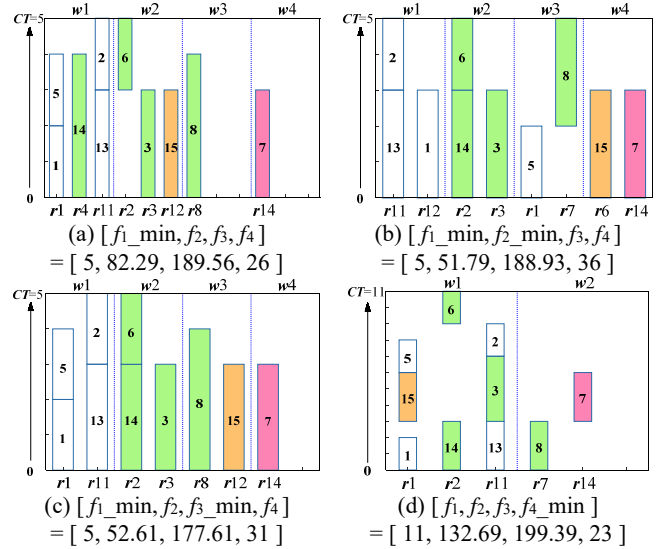 w1 w2 w3 w4
CT=5
2 6
5
14 8
13 3 15 7
1
0
r1 r4 r11 r2 r3 r12 r8 r14
(a) [ f1_min, f2, f3, f4 ]
= [ 5, 82.29, 189.56, 26 ]
w1 w2 w3 w4
CT=5
2 6
8
13 1 14 3 15 7
5
0
r11 r12 r2 r3 r1 r7 r6 r14
(b) [ f1_min, f2_min, f3, f4 ]
= [ 5, 51.79, 188.93, 36 ]
w1 w2 w3 w4
CT=5
2 6
5
8
13 14 3 15 7
1
0
r1 r11 r2 r3 r8 r12 r14
(c) [ f1_min, f2, f3_min, f4 ]
= [ 5, 52.61, 177.61, 31 ]
w1 w2
CT=11
6
2
5
3 7
15
14 13 8
1
0
r1 r2 r11 r7 r14
(d) [ f1, f2, f3, f4_min ]
= [ 11, 132.69, 199.39, 23 ]